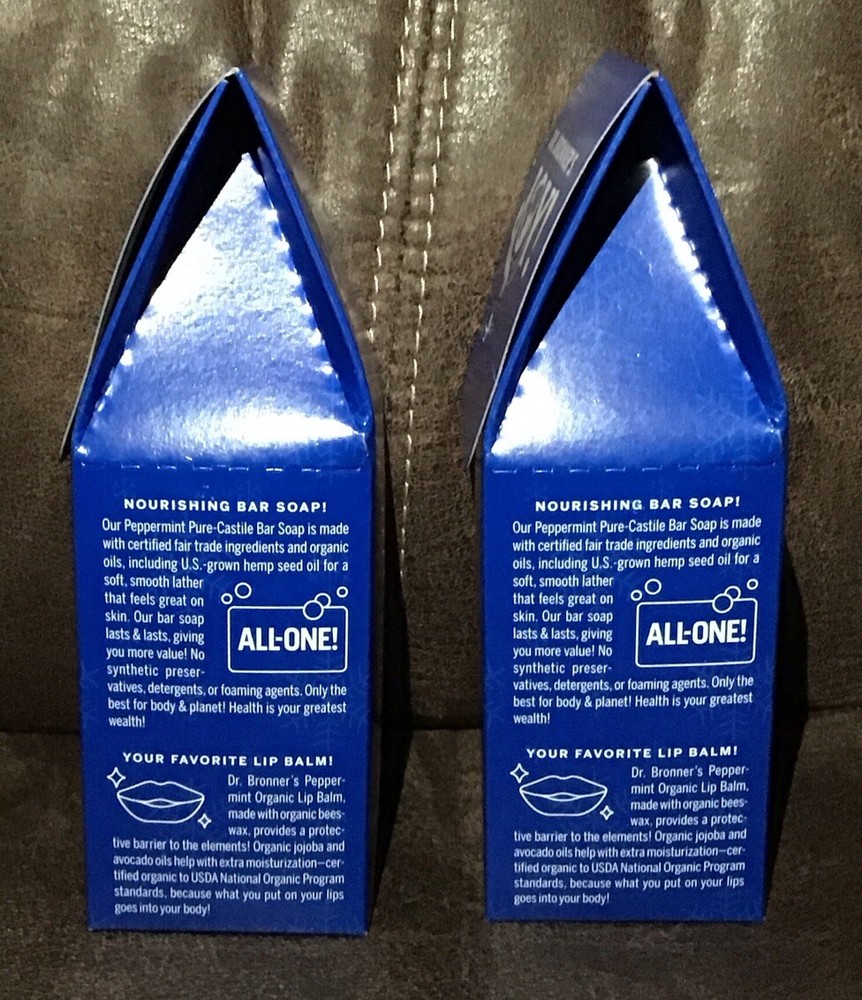 NOURISHING BAR SOAP!
Our Peppermint Pure-Castile Bar Soap is made
with certified fair trade ingredients and organic
oils, including U.S.-grown hemp seed oil for a
soft, smooth lather
that feels great on
skin. Our bar soap
lasts & lasts, giving
you more value! No
synthetic preser-
vatives, detergents, or foaming agents. Only the
best for body & planet! Health is your greatest
wealth!
ALL-ONE!
YOUR FAVORITE LIP BALM!
Dr. Bronner's Pepper-
mint Organic Lip Balm,
made with organic bees-
wax, provides a protec-
tive barrier to the elements! Organic jojoba and
avocado oils help with extra moisturization—cer-
tified organic to USDA National Organic Program
standards, because what you put on your lips
goes into your body!
NOURISHING BAR SOAP!
Our Peppermint Pure-Castile Bar Soap is made
with certified fair trade ingredients and organic
oils, including U.S.-grown hemp seed oil for a
soft, smooth lather
that feels great on
skin. Our bar soap
lasts & lasts, giving
you more value! No
synthetic preser-
vatives, detergents, or foaming agents. Only the
best for body & planet! Health is your greatest
wealth!
ALL-ONE!
YOUR FAVORITE LIP BALM!
Dr. Bronner's Pepper-
mint Organic Lip Balm,
made with organic bees-
wax, provides a protec-
tive barrier to the elements! Organic jojoba and
avocado oils help with extra moisturization—cer-
tified organic to USDA National Organic Program
standards, because what you put on your lips
goes into your body!